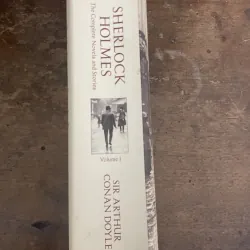 SHERLOCK
HOLMES
The Complete Novels and Stories
Volume I
SIR ARTHUR
CONAN DOYLE